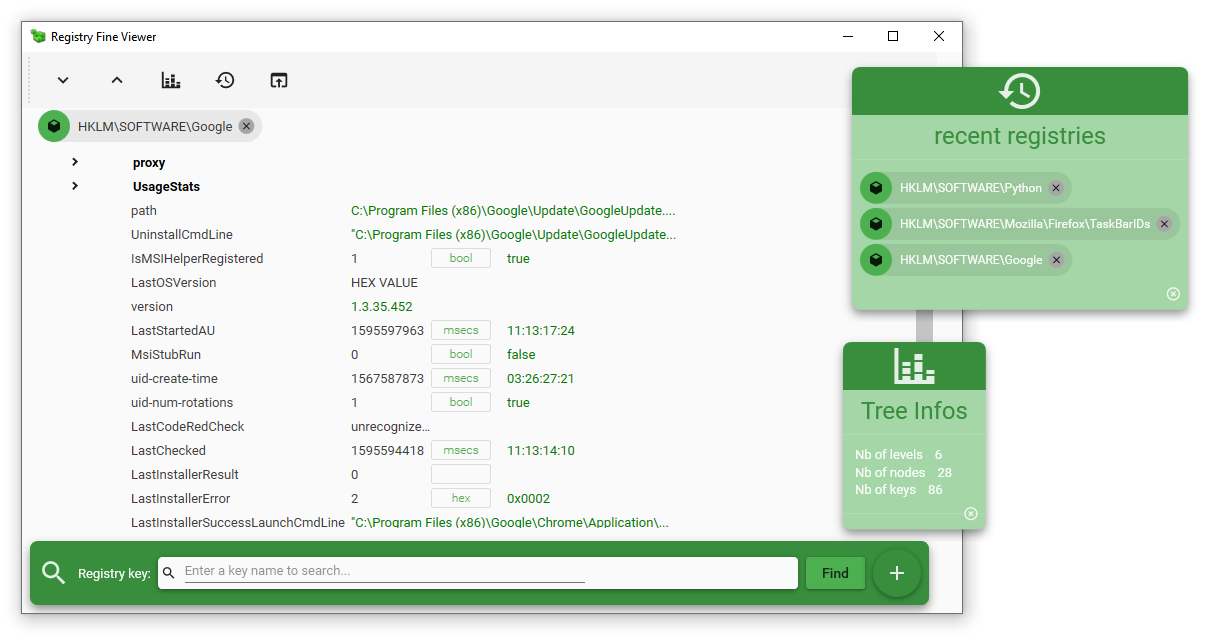 Registry Fine Viewer
HKLM\SOFTWARE\Google
proxy
UsageStats
path C:\Program Files (x86)\Google\Update\GoogleUpdate....
UninstallCmdLine "C:\Program Files (x86)\Google\Update\GoogleUpdate...
IsMSIHelperRegistered 1 bool true
LastOSVersion HEX VALUE
version 1.3.35.452
LastStartedAU 1595597963 msecs 11:13:17:24
MsiStubRun 0 bool false
uid-create-time 1567587873 msecs 03:26:27:21
uid-num-rotations 1 bool true
LastCodeRedCheck unrecognize...
LastChecked 1595594418 msecs 11:13:14:10
LastInstallerResult 0
LastInstallerError 2 hex 0x0002
LastInstallerSuccessLaunchCmdLine "C:\Program Files (x86)\Google\Chrome\Application\...
Registry key: Enter a key name to search... Find
recent registries
HKLM\SOFTWARE\Python
HKLM\SOFTWARE\Mozilla\Firefox\TaskBarIDs
HKLM\SOFTWARE\Google
Tree Infos
Nb of levels 6
Nb of nodes 28
Nb of keys 86